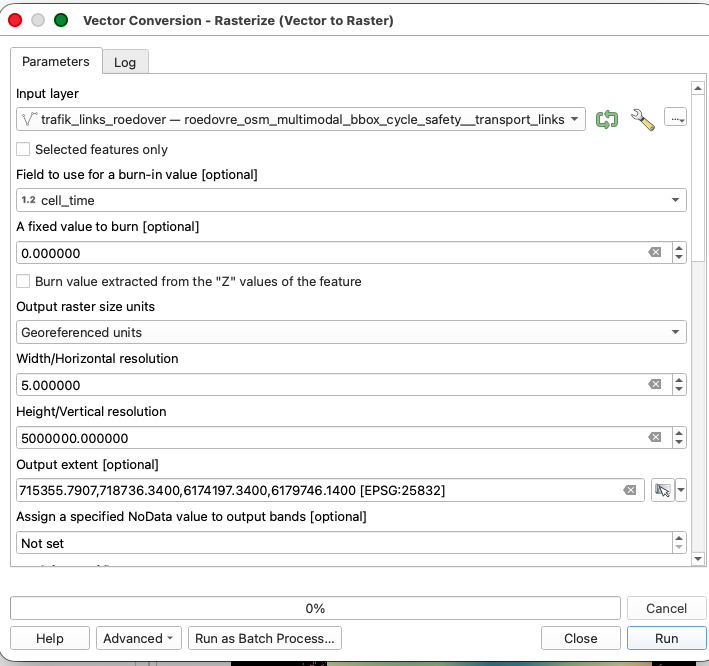 Vector Conversion - Rasterize (Vector to Raster)
Parameters
Log
Input layer
trafik_links_roedover — roedovre_osm_multimodal_bbox_cycle_safety__transport_links
...
Selected features only
Field to use for a burn-in value [optional]
1.2 cell_time
A fixed value to burn [optional]
0.000000
Burn value extracted from the "Z" values of the feature
Output raster size units
Georeferenced units
Width/Horizontal resolution
5.000000
Height/Vertical resolution
5000000.000000
Output extent [optional]
715355.7907,718736.3400,6174197.3400,6179746.1400 [EPSG:25832]
Assign a specified NoData value to output bands [optional]
Not set
0%
Cancel
Help
Advanced
Run as Batch Process...
Close
Run